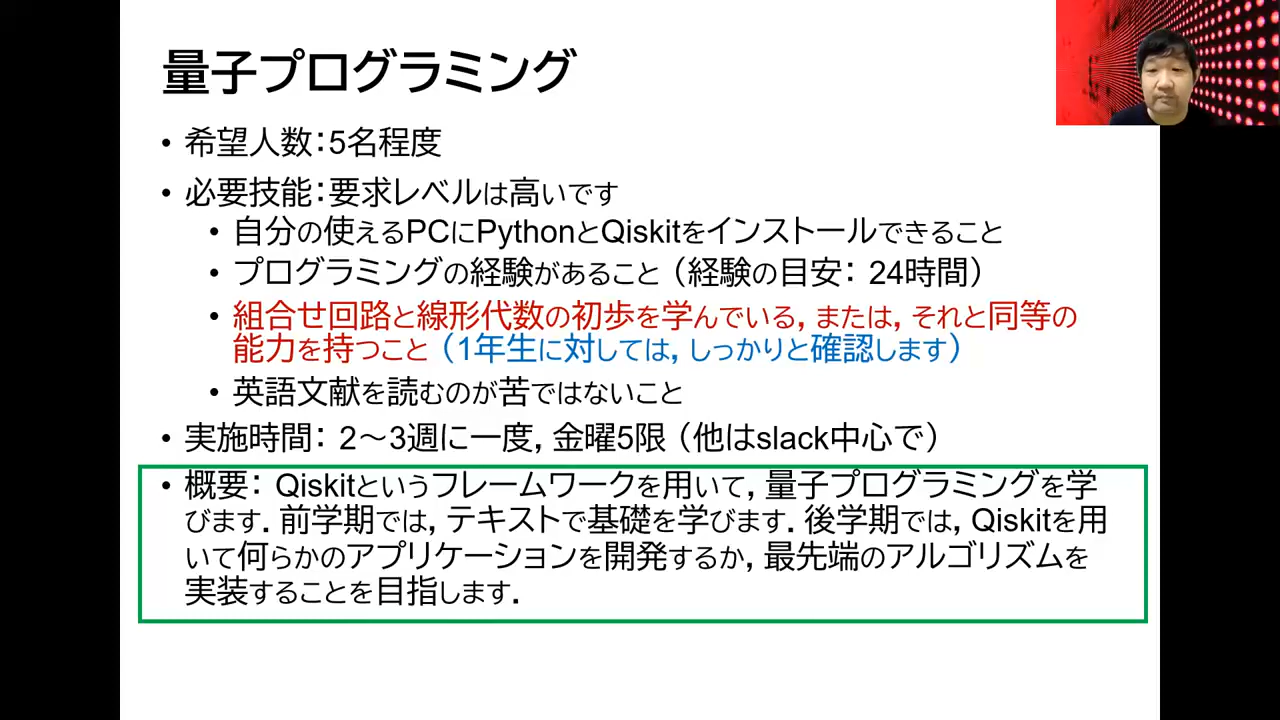 量子プログラミング
• 希望人数：5名程度
• 必要技能：要求レベルは高いです
• 自分の使えるPCにPythonとQiskitをインストールできること
• プログラミングの経験があること（経験の目安： 24時間）
• 組合せ回路と線形代数の初歩を学んでいる，または，それと同等の
能力を持つこと（1年生に対しては，しっかりと確認します）
• 英語文献を読むのが苦ではないこと
• 実施時間： 2～3週に一度，金曜5限（他はslack中心で）
• 概要： Qiskitというフレームワークを用いて，量子プログラミングを学
びます．前学期では，テキストで基礎を学びます．後学期では，Qiskitを用
いて何らかのアプリケーションを開発するか，最先端のアルゴリズムを
実装することを目指します．